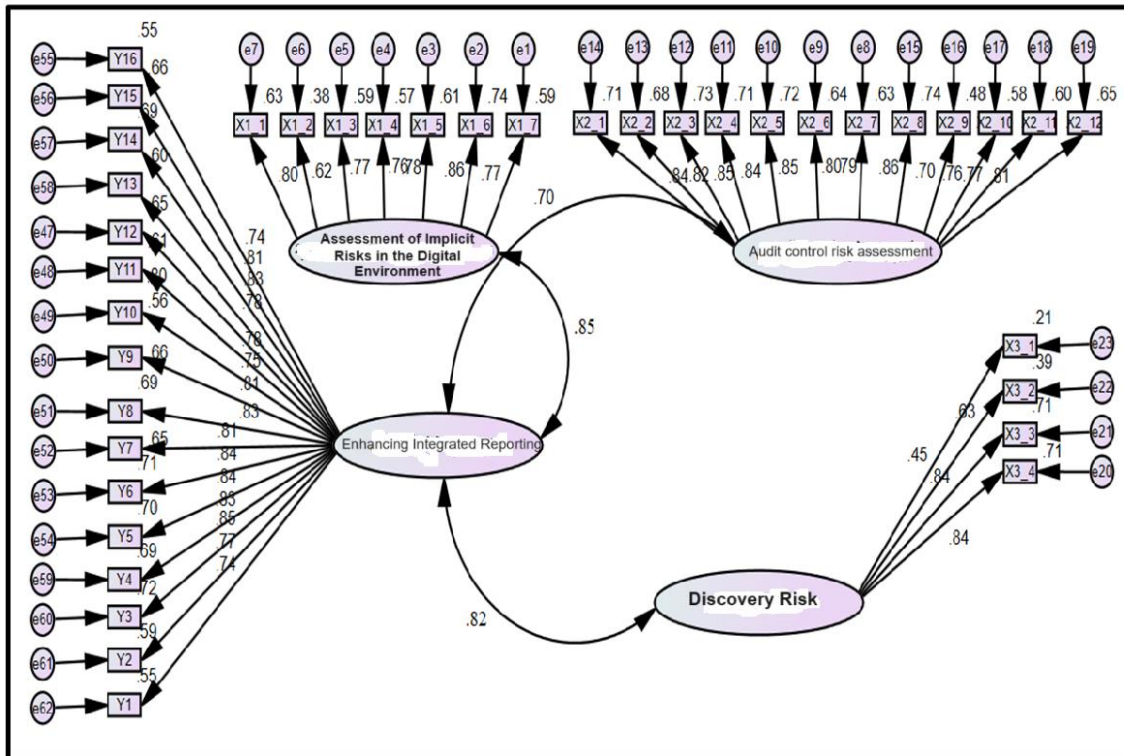 .55
e55 Y16
.66
e56 Y15
.69
e57 Y14
.60
e58 Y13
.65
e47 Y12
.61
e48 Y11
e49 .56 Y10
e50 Y9 .66
.69
e51 Y8
e52 Y7 .65
.71
e53 Y6
.70
e54 Y5
.69
e59 Y4
.72
e60 Y3
.59
e61 Y2
.55
e62 Y1
e7 e6 e5 e4 e3 e2 e1
.63 .38 .59 .57 .61 .74 .59
X1_1 X1_2 X1_3 X1_4 X1_5 X1_6 X1_7
.80 .62 .77 .76 .78 .86 .77
Assessment of Implicit
Risks in the Digital
Environment
e14 e13 e12 e11 e10 e9 e8 e15 e16 e17 e18 e19
.71 .68 .73 .71 .72 .64 .63 .74 .48 .58 .60 .65
X2_1 X2_2 X2_3 X2_4 X2_5 X2_6 X2_7 X2_8 X2_9 X2_10 X2_11 X2_12
.84 .82 .85 .84 .85 .80 .79 .86 .70 .76 .77 .81
Audit control risk assessment
.70
.85
.74
.81
.83
.78
.78
.75
.81
.83
.81
.84
.84
.83
.85
.77
.74
Enhancing Integrated Reporting
.82
Discovery Risk
.21
X3_1 e23
.39
X3_2 e22
.71
X3_3 e21
.71
X3_4 e20
.63
.45
.84
.84